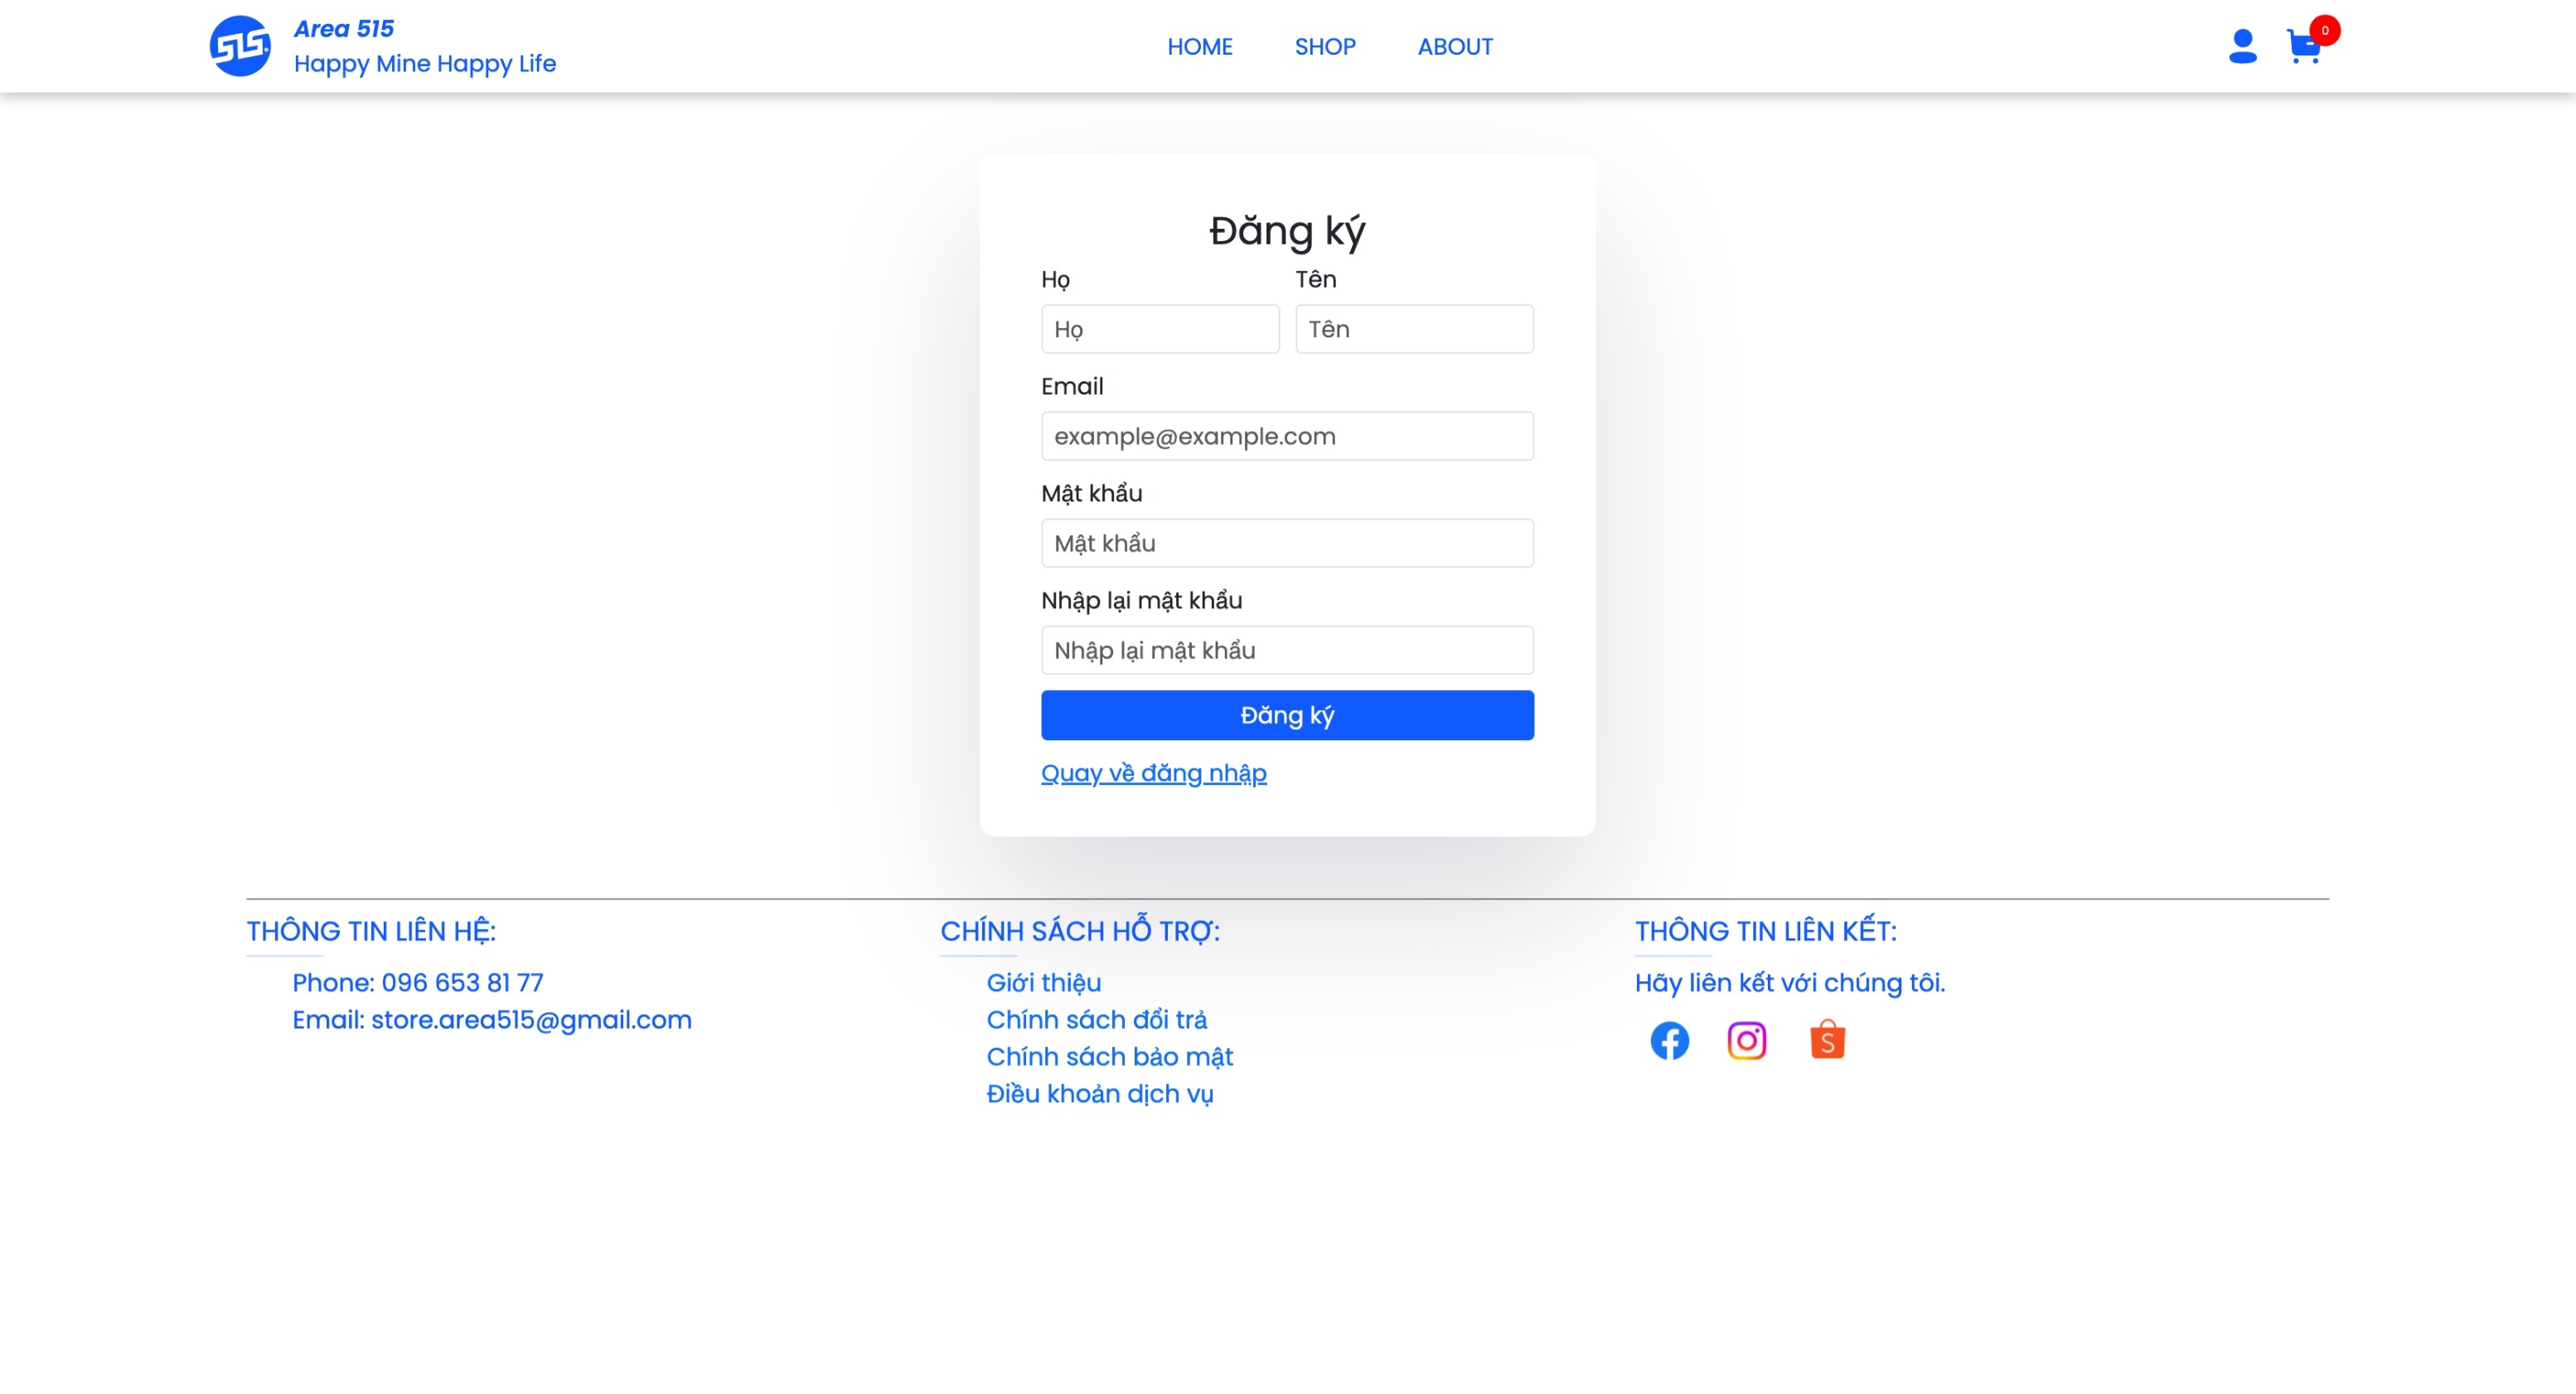 515.
Area 515
Happy Mine Happy Life
HOME SHOP ABOUT
0
Đăng ký
Họ Tên
Họ Tên
Email
example@example.com
Mật khẩu
Mật khẩu
Nhập lại mật khẩu
Nhập lại mật khẩu
Đăng ký
Quay về đăng nhập
THÔNG TIN LIÊN HỆ:
Phone: 096 653 81 77
Email: store.area515@gmail.com
CHÍNH SÁCH HỖ TRỢ:
Giới thiệu
Chính sách đổi trả
Chính sách bảo mật
Điều khoản dịch vụ
THÔNG TIN LIÊN KẾT:
Hãy liên kết với chúng tôi.